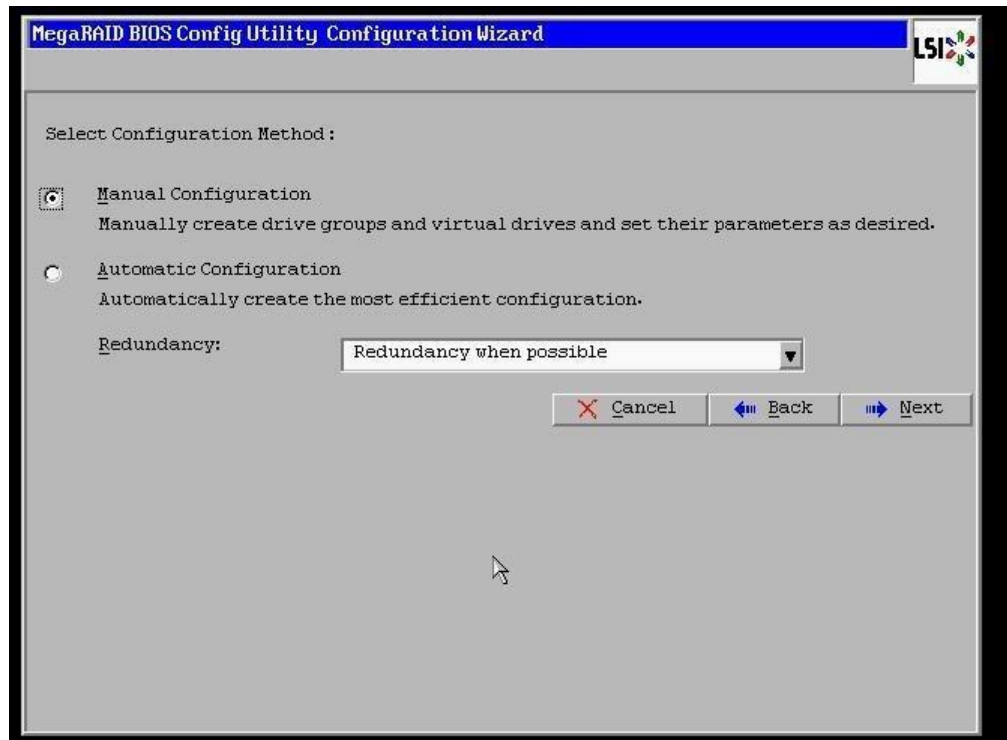 MegaRAID BIOS Config Utility Configuration Wizard
LSI
Select Configuration Method:
Manual Configuration
Manually create drive groups and virtual drives and set their parameters as desired.
Automatic Configuration
Automatically create the most efficient configuration.
Redundancy: Redundancy when possible
Cancel Back Next